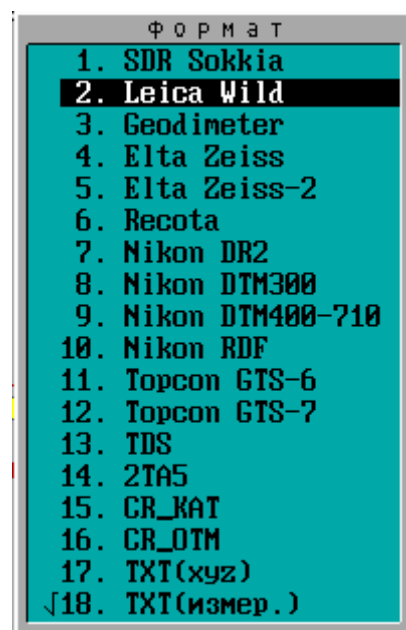 Формат
1. SDR Sokkia
2. Leica Wild
3. Geodimeter
4. Elta Zeiss
5. Elta Zeiss-2
6. Recota
7. Nikon DR2
8. Nikon DTM300
9. Nikon DTM400-710
10. Nikon RDF
11. Topcon GTS-6
12. Topcon GTS-7
13. TDS
14. 2TA5
15. CR_KAT
16. CR_OTM
17. TXT(xyz)
√18. TXT(измер.)